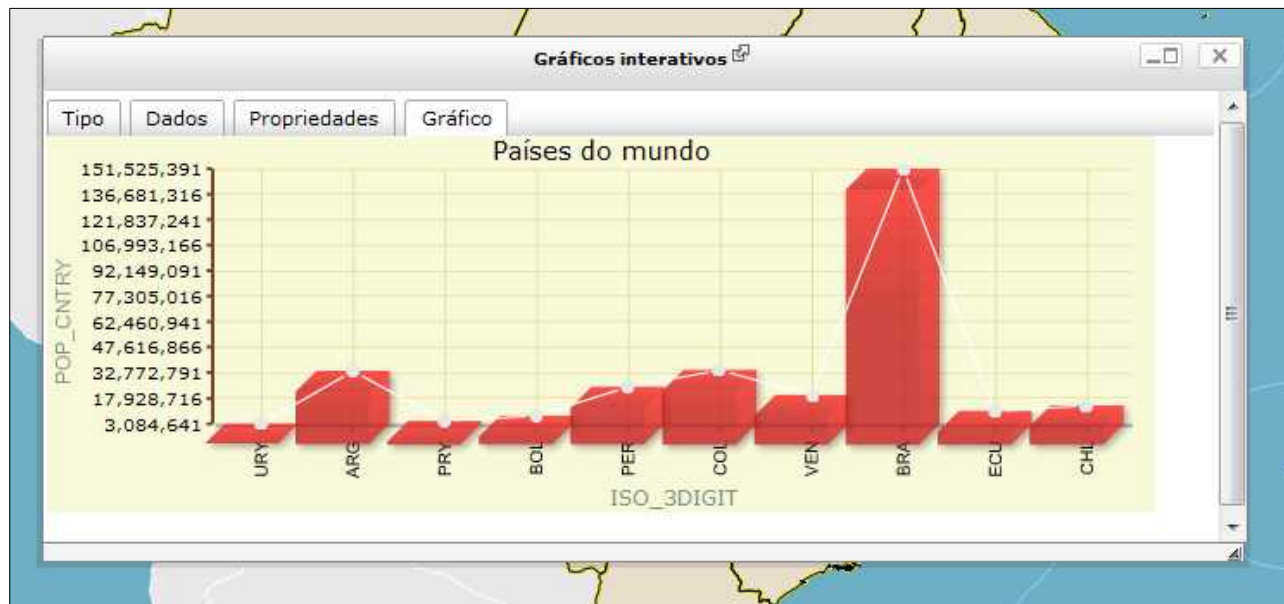 Gráficos interativos
Tipo Dados Propriedades Gráfico
Países do mundo
151,525,391
136,681,316
121,837,241
106,993,166
92,149,091
77,305,016
62,460,941
47,616,866
32,772,791
17,928,716
3,084,641
POP_CNTRY
URY ARG PRY BOL PER COL VEN BRA ECU CHL
ISO_3DIGIT